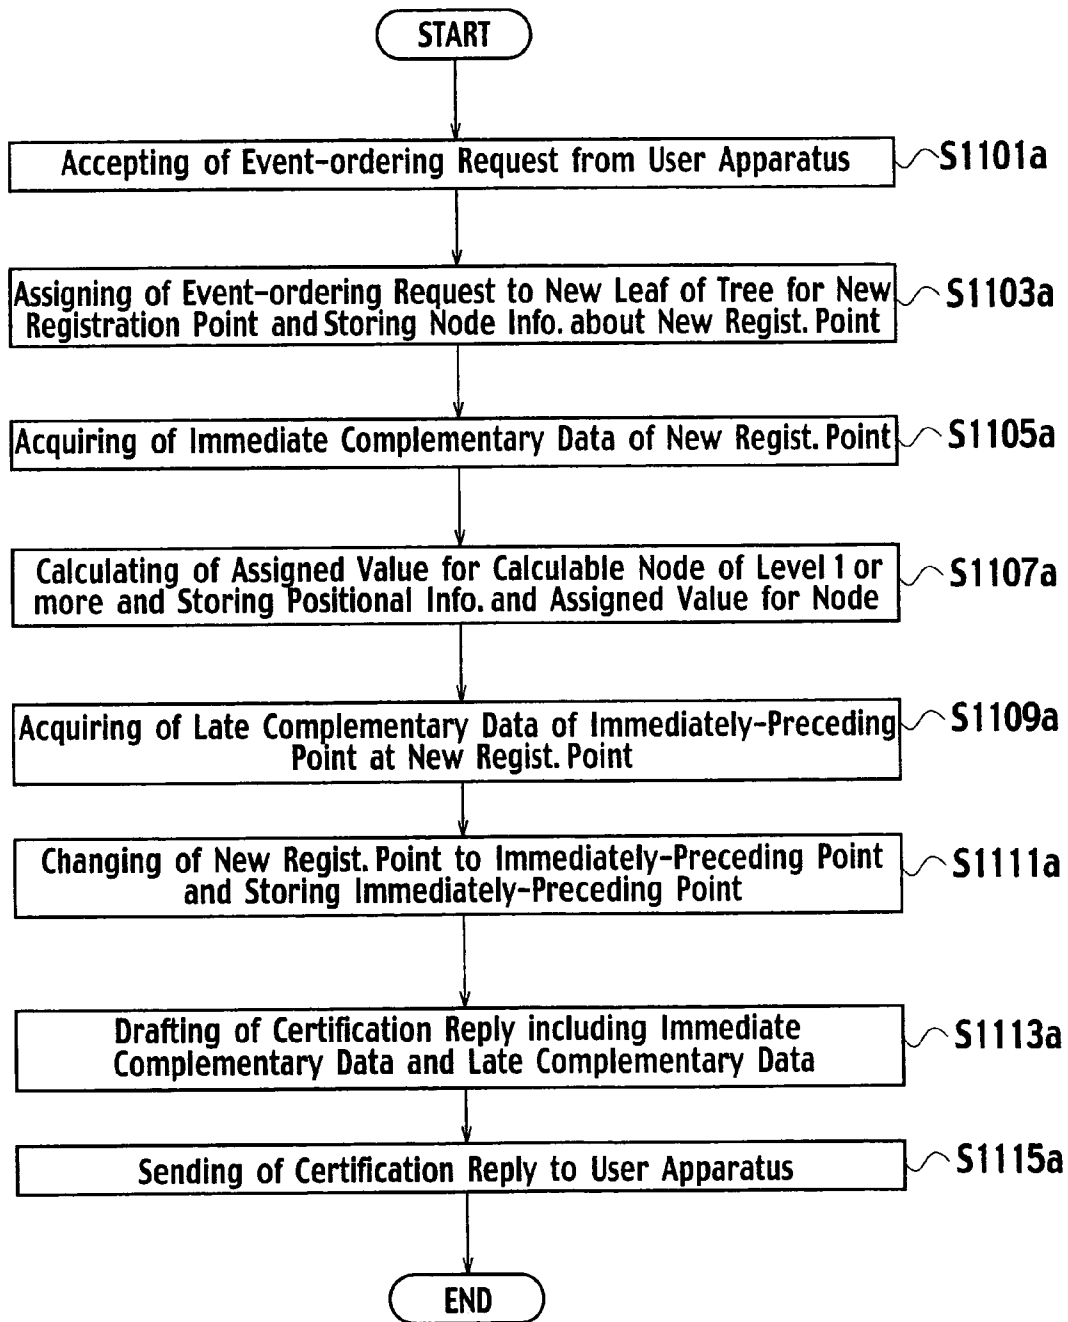 START
Accepting of Event-ordering Request from User Apparatus
S1101a
Assigning of Event-ordering Request to New Leaf of Tree for New
Registration Point and Storing Node Info. about New Regist. Point
S1103a
Acquiring of Immediate Complementary Data of New Regist. Point
S1105a
Calculating of Assigned Value for Calculable Node of Level 1 or
more and Storing Positional Info. and Assigned Value for Node
S1107a
Acquiring of Late Complementary Data of Immediately-Preceding
Point at New Regist. Point
S1109a
Changing of New Regist. Point to Immediately-Preceding Point
and Storing Immediately-Preceding Point
S1111a
Drafting of Certification Reply including Immediate
Complementary Data and Late Complementary Data
S1113a
Sending of Certification Reply to User Apparatus
S1115a
END